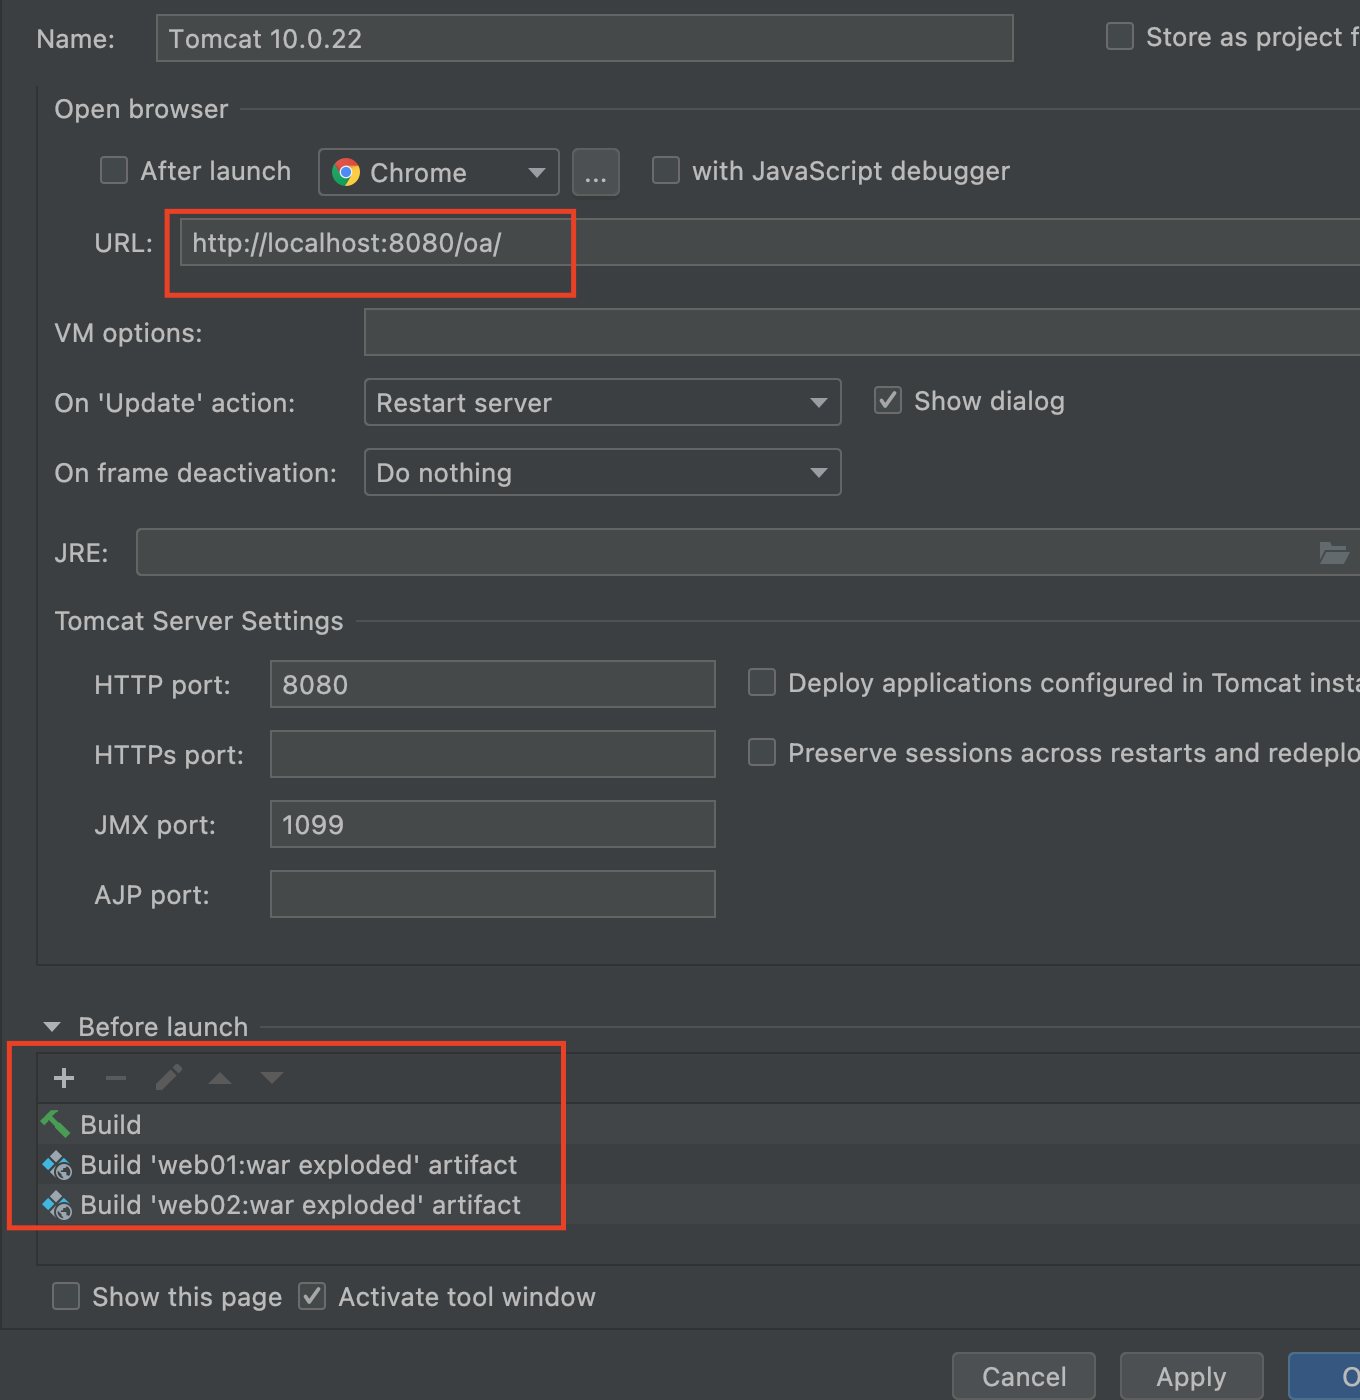 Name: Tomcat 10.0.22 Store as project f
Open browser
After launch Chrome ... with JavaScript debugger
URL: http://localhost:8080/oa/
VM options:
On 'Update' action: Restart server Show dialog
On frame deactivation: Do nothing
JRE:
Tomcat Server Settings
HTTP port: 8080 Deploy applications configured in Tomcat insta
HTTPs port: Preserve sessions across restarts and redeplo
JMX port: 1099
AJP port:
Before launch
Build
Build 'web01:war exploded' artifact
Build 'web02:war exploded' artifact
Show this page Activate tool window
Cancel Apply O